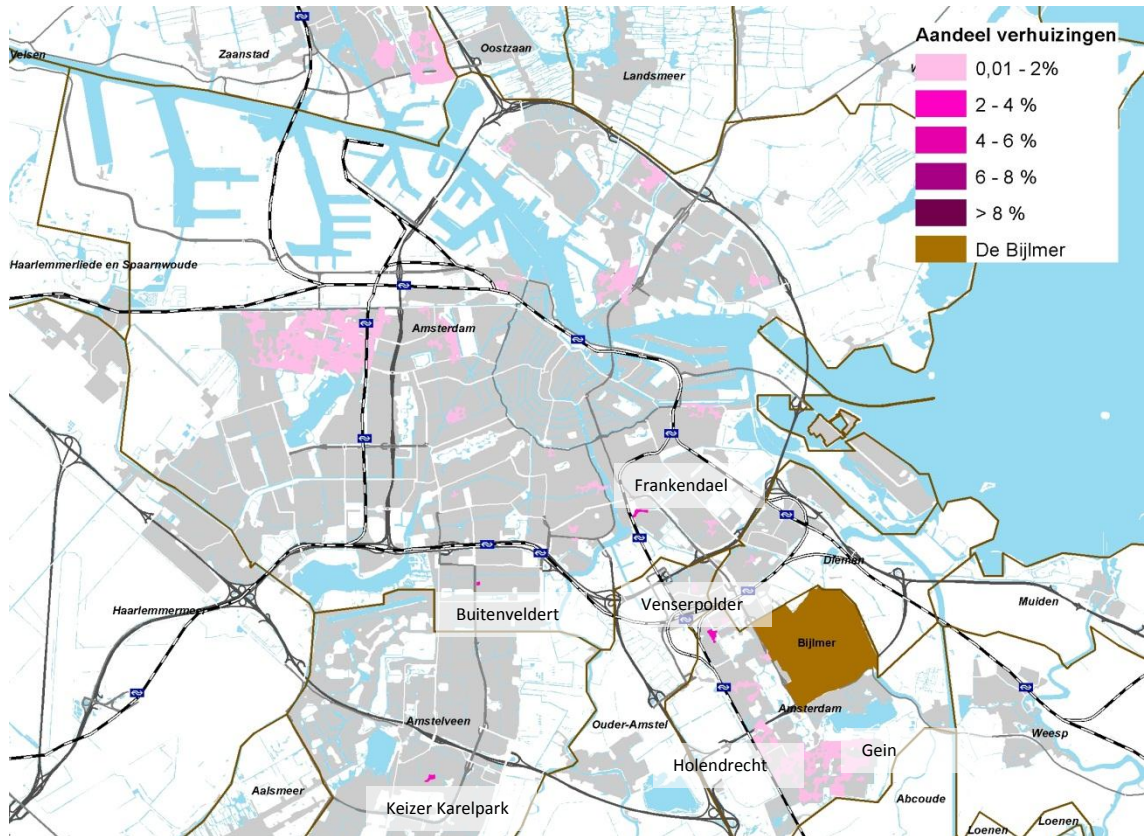 Aandeel verhuizingen
0,01 - 2%
2 - 4 %
4 - 6 %
6 - 8 %
> 8 %
De Bijlmer
Velsen
Zaanstad
Oostzaan
Landsmeer
Haarlemmerliede en Spaarnwoude
Amsterdam
Frankendael
Diemen
Haarlemmermeer
Buitenveldert
Venserpolder
Muiden
Bijlmer
Amstelveen
Ouder-Amstel
Amsterdam
Weesp
Holendrecht
Gein
Aalsmeer
Keizer Karelpark
Abcoude
Loenen
Loenen